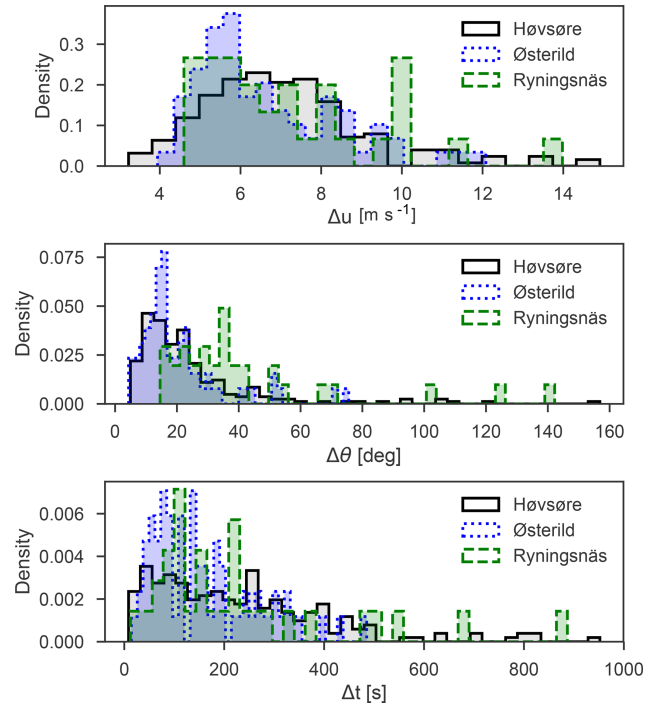 Density
0.3
0.2
0.1
0.0
Høvsøre
Østerild
Ryningsnäs
4 6 8 10 12 14
Δu [m s⁻¹]
Density
0.075
0.050
0.025
0.000
Høvsøre
Østerild
Ryningsnäs
0 20 40 60 80 100 120 140 160
Δθ [deg]
Density
0.006
0.004
0.002
0.000
Høvsøre
Østerild
Ryningsnäs
0 200 400 600 800 1000
Δt [s]